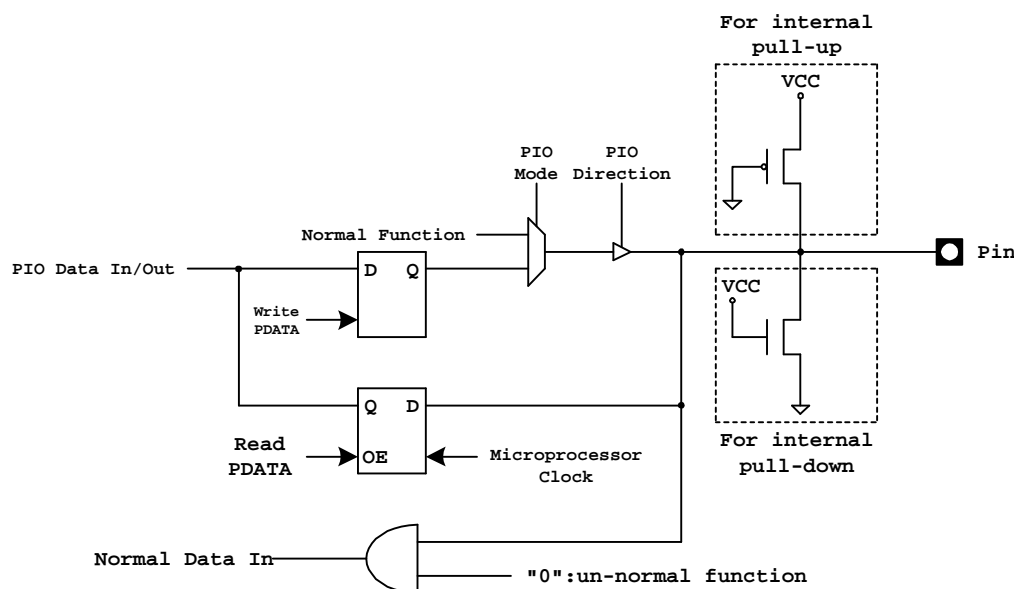 For internal
pull-up
VCC
PIO
Mode
PIO
Direction
Normal Function
PIO Data In/Out
D
Q
Pin
Write
PDATA
VCC
Q
D
Read
PDATA
OE
Microprocessor
Clock
For internal
pull-down
Normal Data In
"0":un-normal function